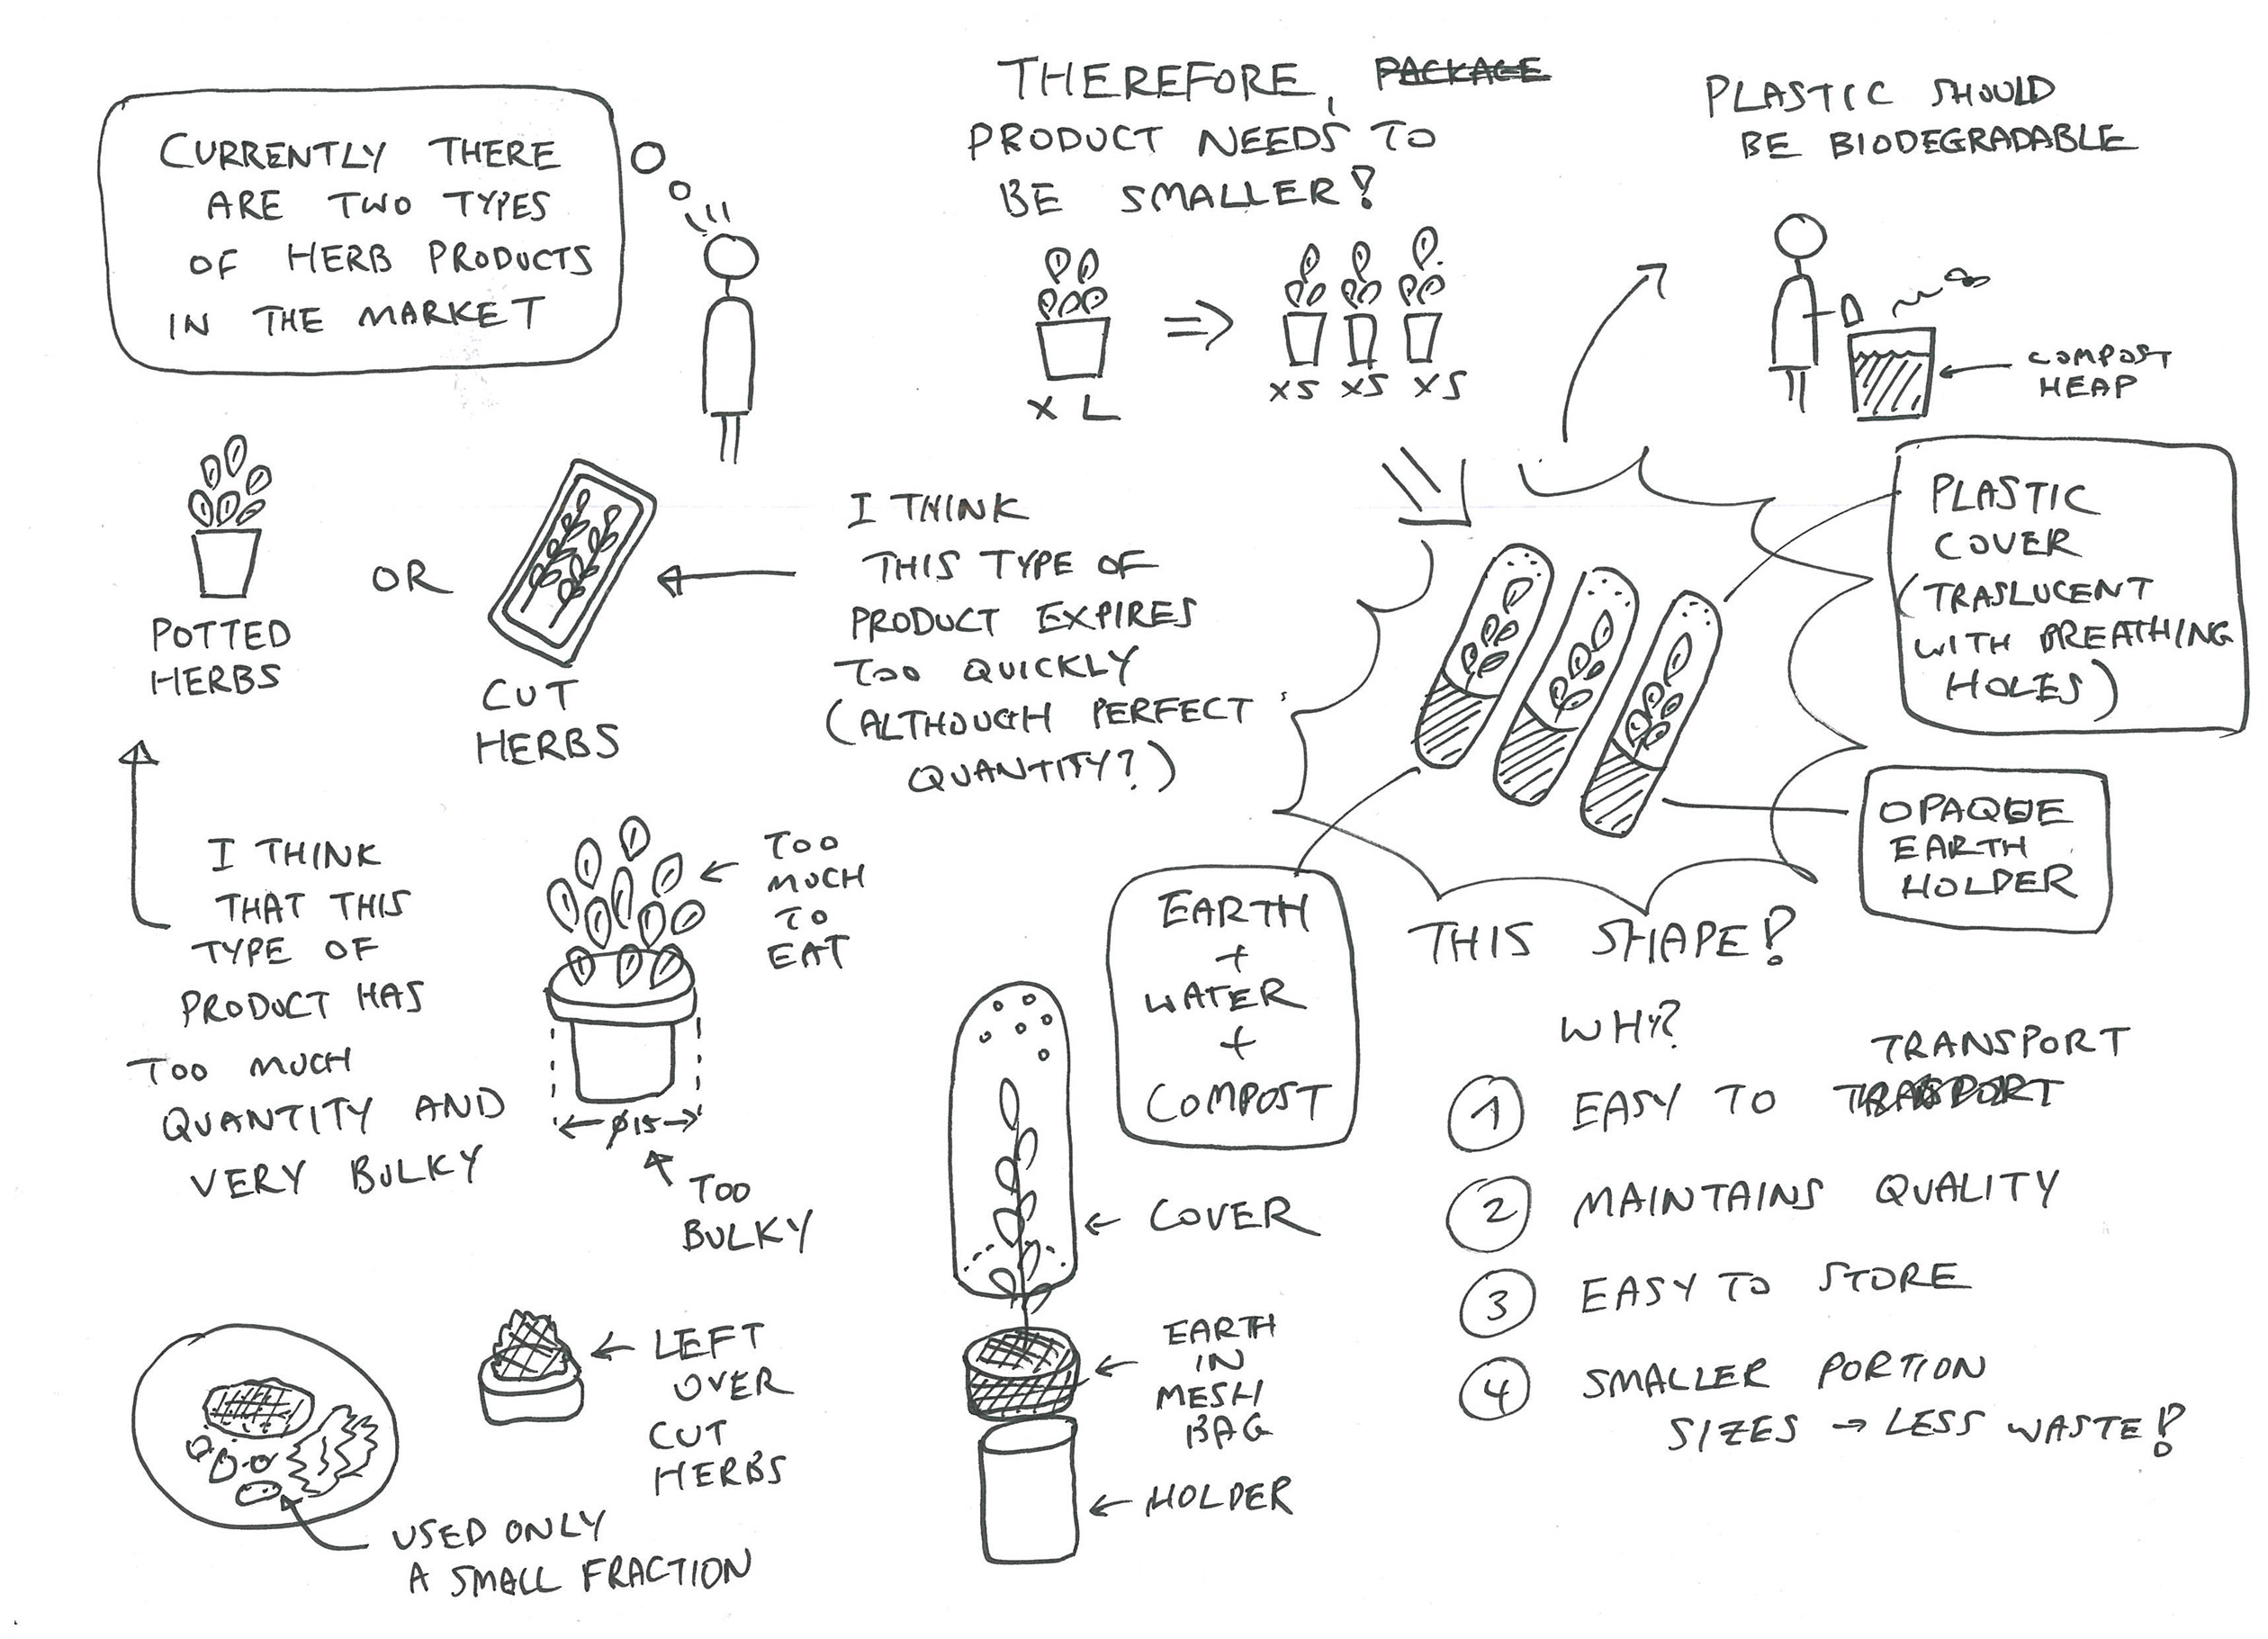 CURRENTLY THERE
ARE TWO TYPES
OF HERB PRODUCTS
IN THE MARKET
POTTED
HERBS
OR
CUT
HERBS
I THINK
THIS TYPE OF
PRODUCT EXPIRES
TOO QUICKLY
(ALTHOUGH PERFECT
QUANTITY?)
I THINK
THAT THIS
TYPE OF
PRODUCT HAS
TOO MUCH
QUANTITY AND
VERY BULKY
TOO
MUCH
TO
EAT
ø15
TOO
BULKY
LEFT
OVER
CUT
HERBS
USED ONLY
A SMALL FRACTION
THEREFORE, PACKAGE
PRODUCT NEEDS TO
BE SMALLER!
XL
XS XS XS
PLASTIC SHOULD
BE BIODEGRADABLE
COMPOST
HEAP
PLASTIC
COVER
(TRASLUCENT
WITH BREATHING
HOLES)
OPAQUE
EARTH
HOLDER
EARTH
+
WATER
+
COMPOST
COVER
EARTH
IN
MESH
BAG
HOLDER
THIS SHAPE!
WHY?
TRANSPORT
1 EASY TO TRASPORT
2 MAINTAINS QUALITY
3 EASY TO STORE
4 SMALLER PORTION
SIZES → LESS WASTE!